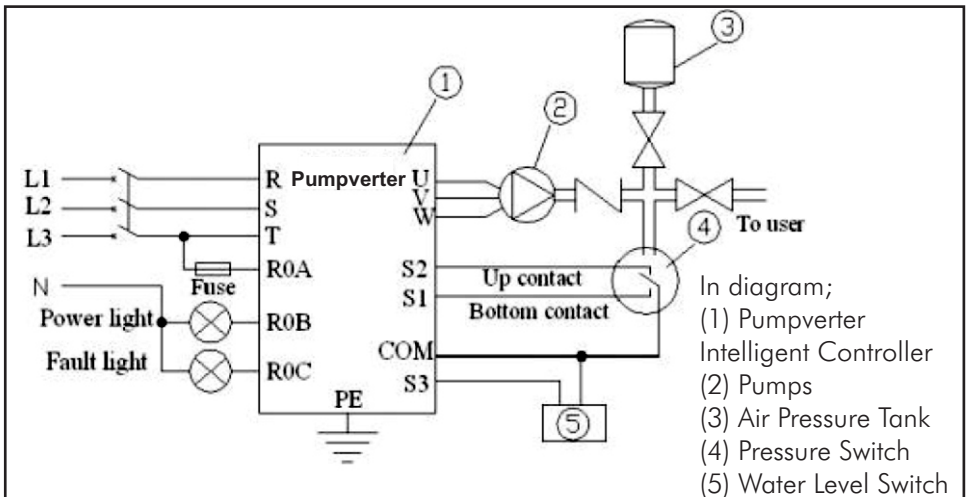 3
1
2
L1
L2
L3
R
S
T
Pumpverter
U
V
W
To user
4
R0A
Fuse
N
Power light
R0B
Fault light
R0C
PE
S2
Up contact
S1
Bottom contact
COM
S3
5
In diagram;
(1) Pumpverter
Intelligent Controller
(2) Pumps
(3) Air Pressure Tank
(4) Pressure Switch
(5) Water Level Switch